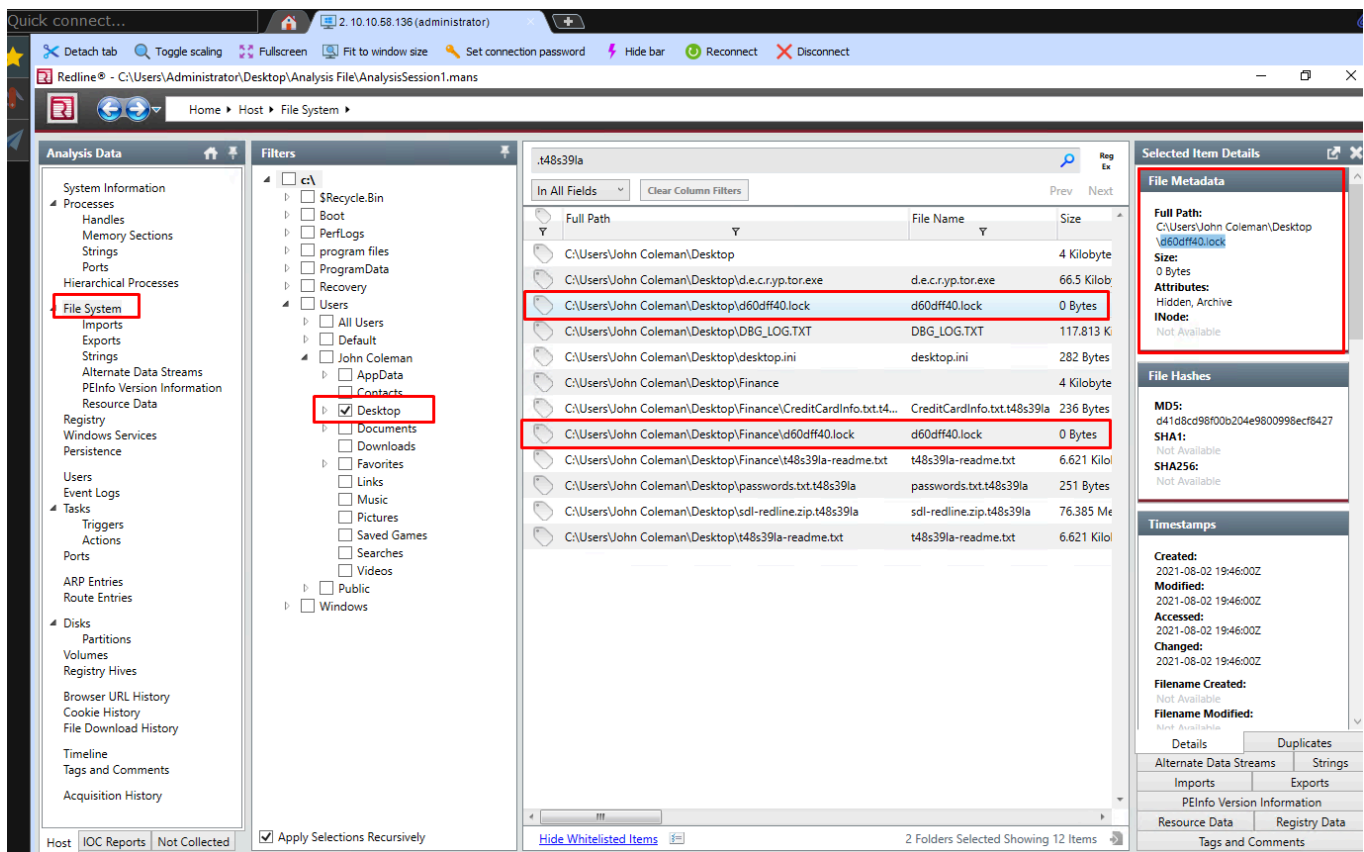 Quick connect...
2. 10.10.58.136 (administrator)
Detach tab Toggle scaling Fullscreen Fit to window size Set connection password Hide bar Reconnect Disconnect
Redline® - C:\Users\Administrator\Desktop\Analysis File\AnalysisSession1.mans
Home Host File System
Analysis Data
System Information
Processes
Handles
Memory Sections
Strings
Ports
Hierarchical Processes
File System
Imports
Exports
Strings
Alternate Data Streams
PEInfo Version Information
Resource Data
Registry
Windows Services
Persistence
Users
Event Logs
Tasks
Triggers
Actions
Ports
ARP Entries
Route Entries
Disks
Partitions
Volumes
Registry Hives
Browser URL History
Cookie History
File Download History
Timeline
Tags and Comments
Acquisition History
Host IOC Reports Not Collected
Filters
c:\
$Recycle.Bin
Boot
PerfLogs
program files
ProgramData
Recovery
Users
All Users
Default
John Coleman
AppData
Contacts
Desktop
Documents
Downloads
Favorites
Links
Music
Pictures
Saved Games
Searches
Videos
Public
Windows
Apply Selections Recursively
.t48s39la
Reg
Ex
In All Fields Clear Column Filters Prev Next
Full Path File Name Size
C:\Users\John Coleman\Desktop 4 Kilobyte
C:\Users\John Coleman\Desktop\d.e.c.r.yp.tor.exe d.e.c.r.yp.tor.exe 66.5 Kilob
C:\Users\John Coleman\Desktop\d60dff40.lock d60dff40.lock 0 Bytes
C:\Users\John Coleman\Desktop\DBG_LOG.TXT DBG_LOG.TXT 117.813 Ki
C:\Users\John Coleman\Desktop\desktop.ini desktop.ini 282 Bytes
C:\Users\John Coleman\Desktop\Finance 4 Kilobyte
C:\Users\John Coleman\Desktop\Finance\CreditCardInfo.txt.t4... CreditCardInfo.txt.t48s39la 236 Bytes
C:\Users\John Coleman\Desktop\Finance\d60dff40.lock d60dff40.lock 0 Bytes
C:\Users\John Coleman\Desktop\Finance\t48s39la-readme.txt t48s39la-readme.txt 6.621 Kilo
C:\Users\John Coleman\Desktop\passwords.txt.t48s39la passwords.txt.t48s39la 251 Bytes
C:\Users\John Coleman\Desktop\sdl-redline.zip.t48s39la sdl-redline.zip.t48s39la 76.385 Me
C:\Users\John Coleman\Desktop\t48s39la-readme.txt t48s39la-readme.txt 6.621 Kilo
Hide Whitelisted Items 2 Folders Selected Showing 12 Items
Selected Item Details
File Metadata
Full Path:
C:\Users\John Coleman\Desktop
\d60dff40.lock
Size:
0 Bytes
Attributes:
Hidden, Archive
INode:
Not Available
File Hashes
MD5:
d41d8cd98f00b204e9800998ecf8427
SHA1:
Not Available
SHA256:
Not Available
Timestamps
Created:
2021-08-02 19:46:00Z
Modified:
2021-08-02 19:46:00Z
Accessed:
2021-08-02 19:46:00Z
Changed:
2021-08-02 19:46:00Z
Filename Created:
Not Available
Filename Modified:
Not Available
Details Duplicates
Alternate Data Streams Strings
Imports Exports
PEInfo Version Information
Resource Data Registry Data
Tags and Comments